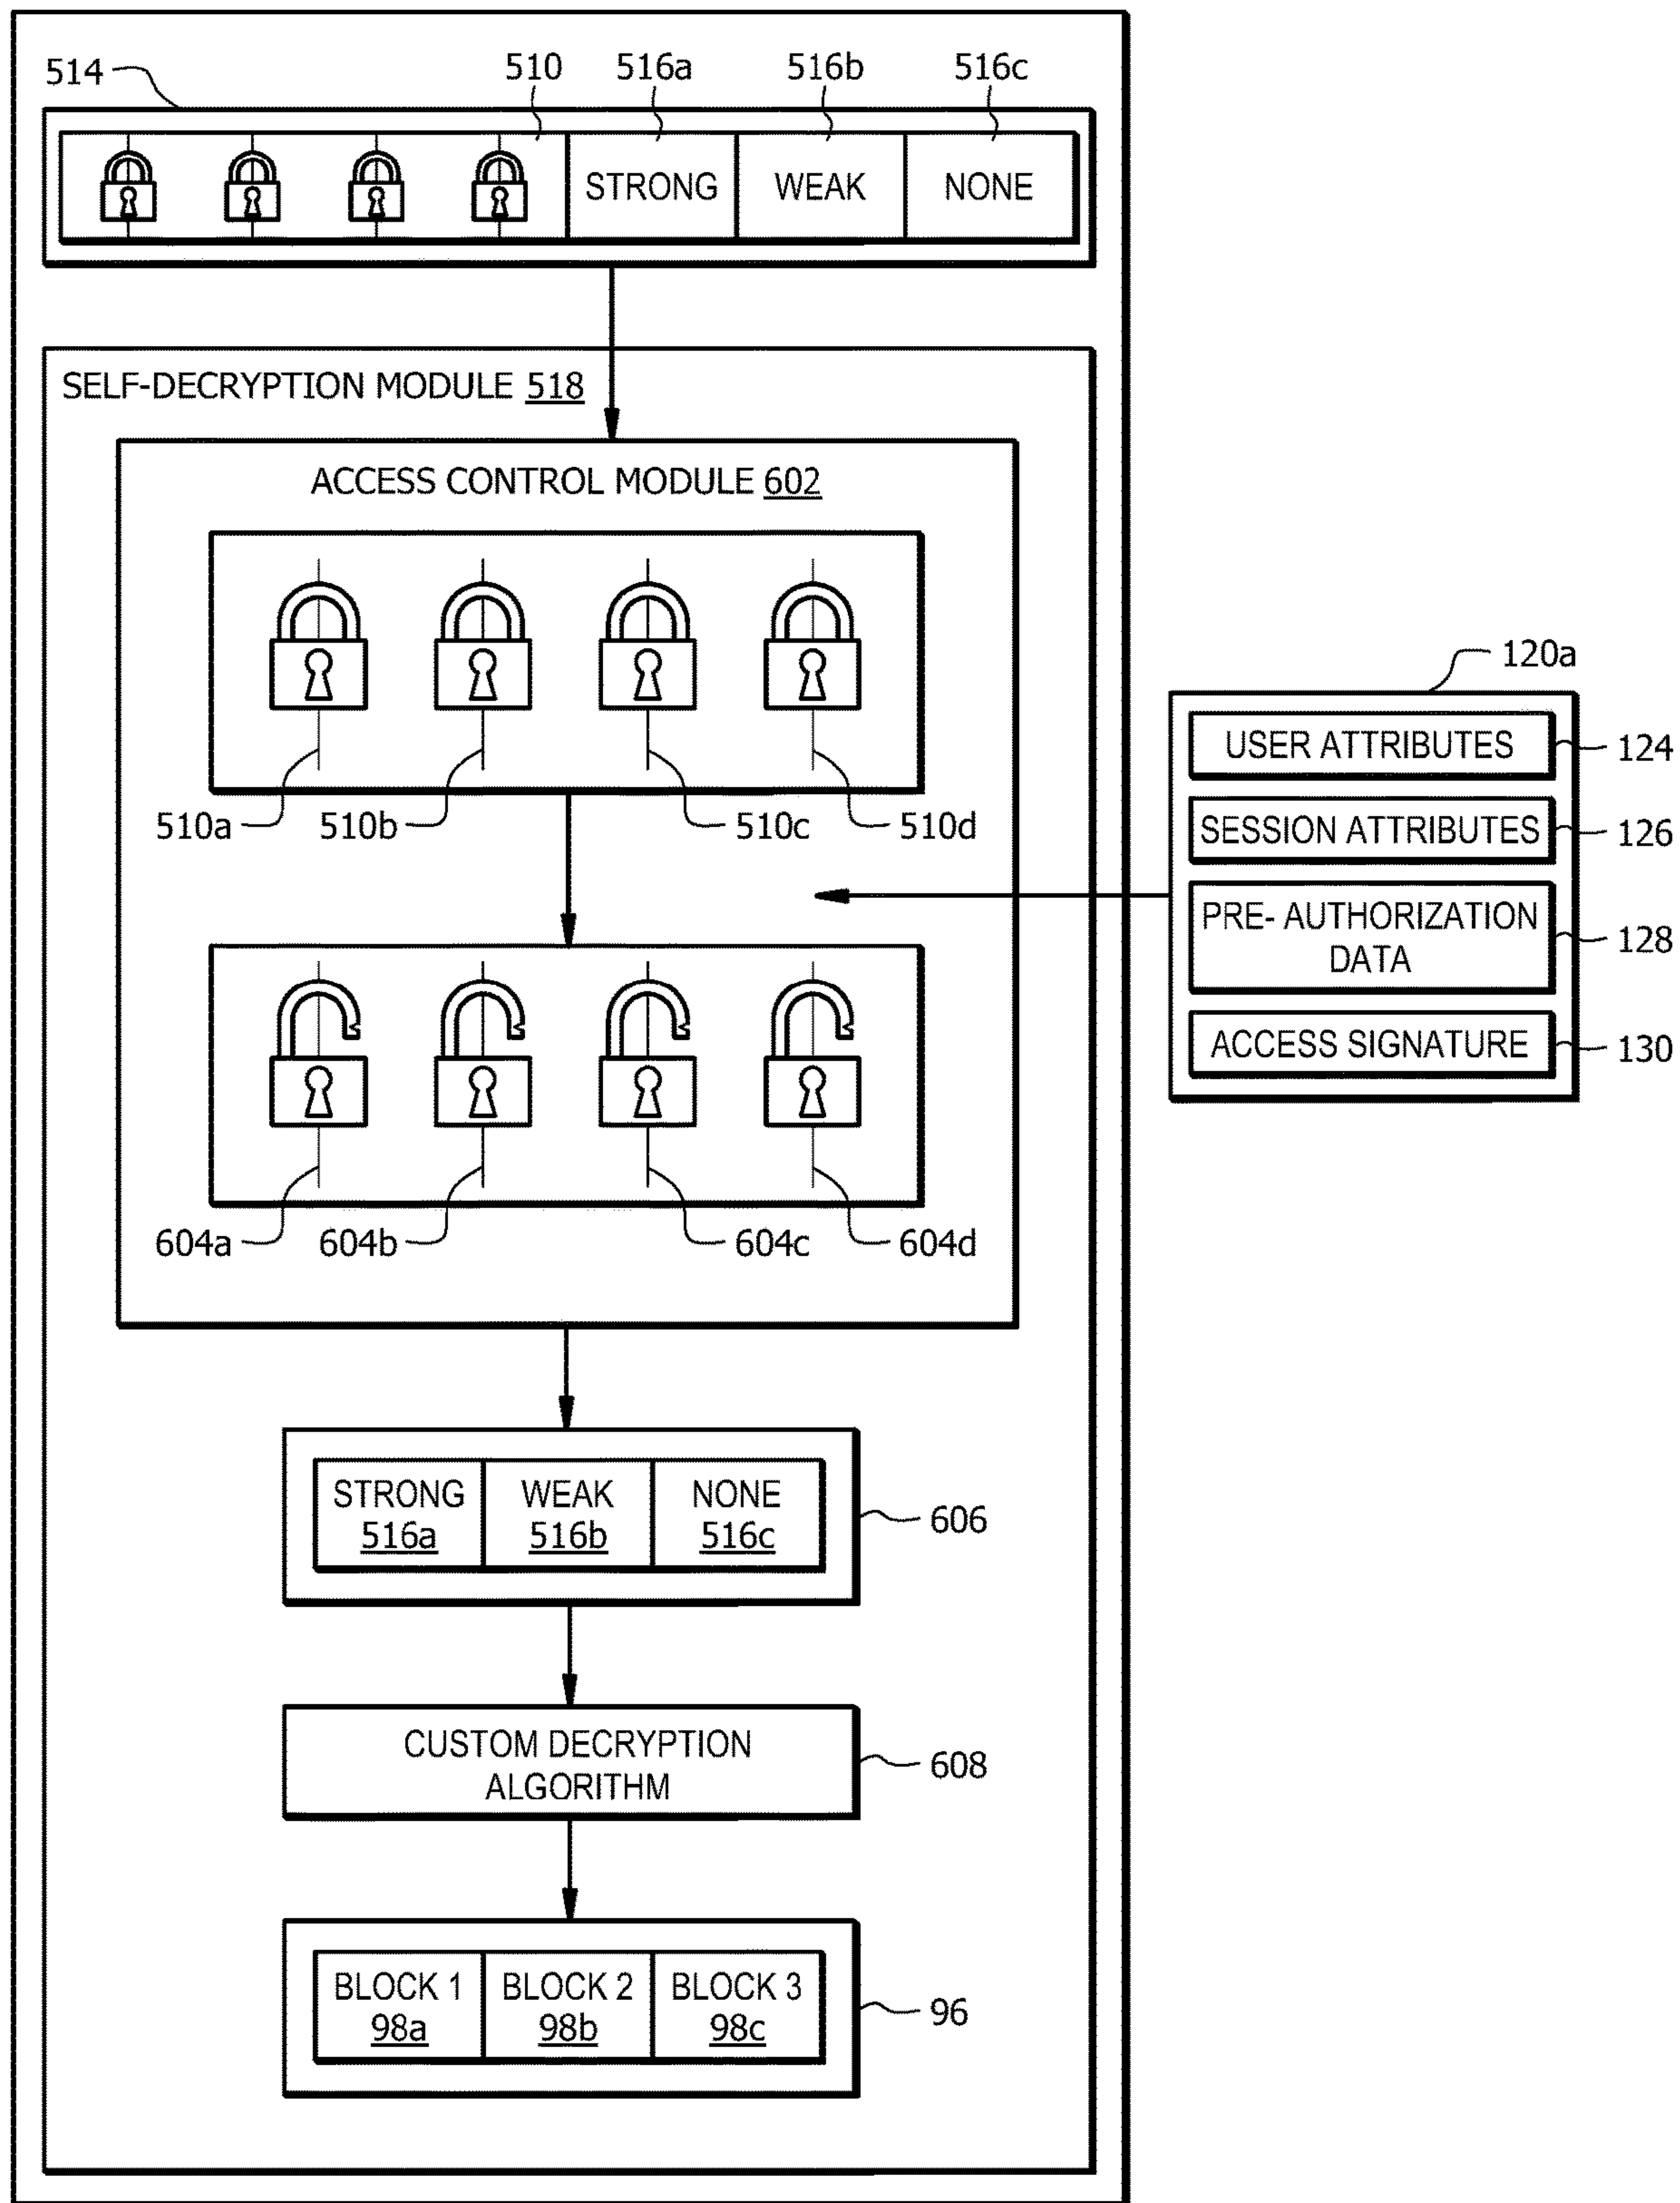 514
510
516a
516b
516c
STRONG
WEAK
NONE
SELF-DECRYPTION MODULE 518
ACCESS CONTROL MODULE 602
510a
510b
510c
510d
120a
USER ATTRIBUTES
124
SESSION ATTRIBUTES
126
PRE- AUTHORIZATION
DATA
128
ACCESS SIGNATURE
130
604a
604b
604c
604d
STRONG
516a
WEAK
516b
NONE
516c
606
CUSTOM DECRYPTION
ALGORITHM
608
BLOCK 1
98a
BLOCK 2
98b
BLOCK 3
98c
96